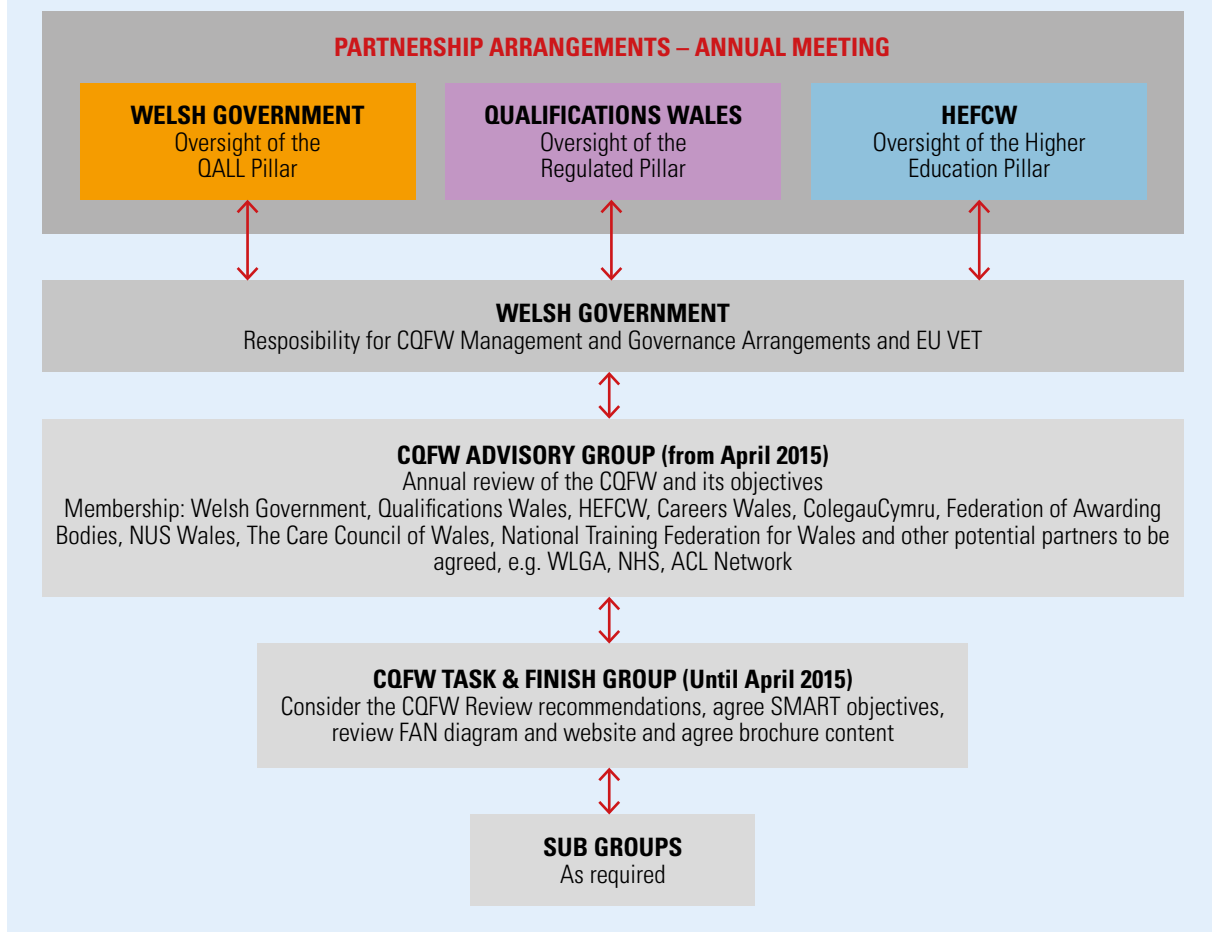 PARTNERSHIP ARRANGEMENTS – ANNUAL MEETING
WELSH GOVERNMENT
Oversight of the
QALL Pillar
QUALIFICATIONS WALES
Oversight of the
Regulated Pillar
HEFCW
Oversight of the Higher
Education Pillar
WELSH GOVERNMENT
Resposibility for CQFW Management and Governance Arrangements and EU VET
CQFW ADVISORY GROUP (from April 2015)
Annual review of the CQFW and its objectives
Membership: Welsh Government, Qualifications Wales, HEFCW, Careers Wales, ColegauCymru, Federation of Awarding
Bodies, NUS Wales, The Care Council of Wales, National Training Federation for Wales and other potential partners to be
agreed, e.g. WLGA, NHS, ACL Network
CQFW TASK & FINISH GROUP (Until April 2015)
Consider the CQFW Review recommendations, agree SMART objectives,
review FAN diagram and website and agree brochure content
SUB GROUPS
As required